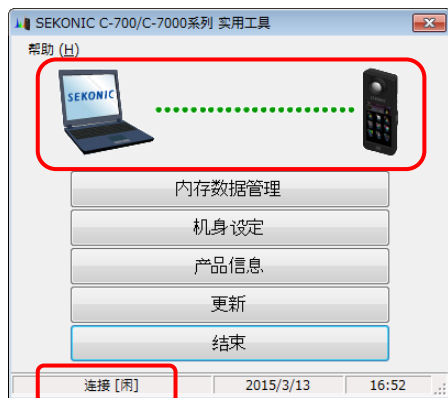 SEKONIC C-700/C-7000系列 实用工具
帮助 (H)
SEKONIC
内存数据管理
机身设定
产品信息
更新
结束
连接 [闲] 2015/3/13 16:52